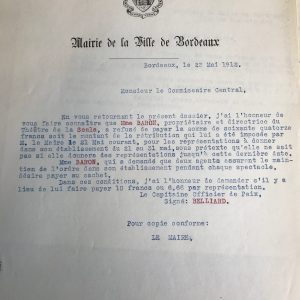 Mairie de la Ville de Bordeaux
Bordeaux, le 22 Mai 1912.
Monsieur le Commissaire Central,
En vous retournant le présent dossier, j'ai l'honneur de
vous faire connaître que Mme BARON, propriétaire et directrice du
Théâtre de la Scala, a refusé de payer la somme de soixante quatorze
francs soit le montant de la rétribution qui lui a été imposée par
M. le Maire le 21 Mai courant, pour les représentations à donner
dans son établissement du 21 au 31 mai, sous prétexte qu'elle ne sait
pas si elle donnera des représentations jusqu'à cette dernière date.
Mme BARON, qui a demandé que deux agents assurent le maintien
de l'ordre dans son établissement pendant chaque spectacle,
désire payer au cachet.
Dans ces conditions, j'ai l'honneur de demander s'il y a
lieu de lui faire payer 10 francs ou 6,66 par représentation.
Le Capitaine Officier de Paix,
Signé: BELLIARD.
Pour copie conforme:
LE MAIRE,